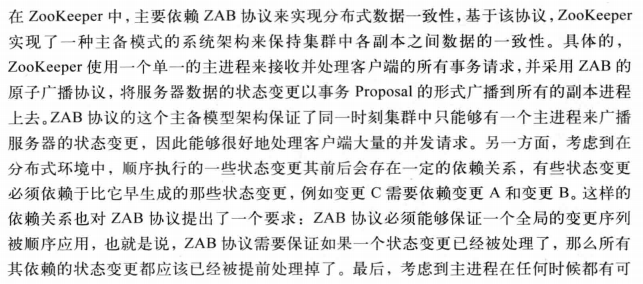 在 ZooKeeper 中，主要依赖 ZAB 协议来实现分布式数据一致性，基于该协议，ZooKeeper
实现了一种主备模式的系统架构来保持集群中各副本之间数据的一致性。具体的，
ZooKeeper 使用一个单一的主进程来接收并处理客户端的所有事务请求，并采用 ZAB 的
原子广播协议，将服务器数据的状态变更以事务 Proposal 的形式广播到所有的副本进程
上去。ZAB 协议的这个主备模型架构保证了同一时刻集群中只能够有一个主进程来广播
服务器的状态变更，因此能够很好地处理客户端大量的并发请求。另一方面，考虑到在
分布式环境中，顺序执行的一些状态变更其前后会存在一定的依赖关系，有些状态变更
必须依赖于比它早生成的那些状态变更，例如变更 C 需要依赖变更 A 和变更 B。这样的
依赖关系也对 ZAB 协议提出了一个要求：ZAB 协议必须能够保证一个全局的变更序列
被顺序应用，也就是说，ZAB 协议需要保证如果一个状态变更已经被处理了，那么所有
其依赖的状态变更都应该已经被提前处理掉了。最后，考虑到主进程在任何时候都有可